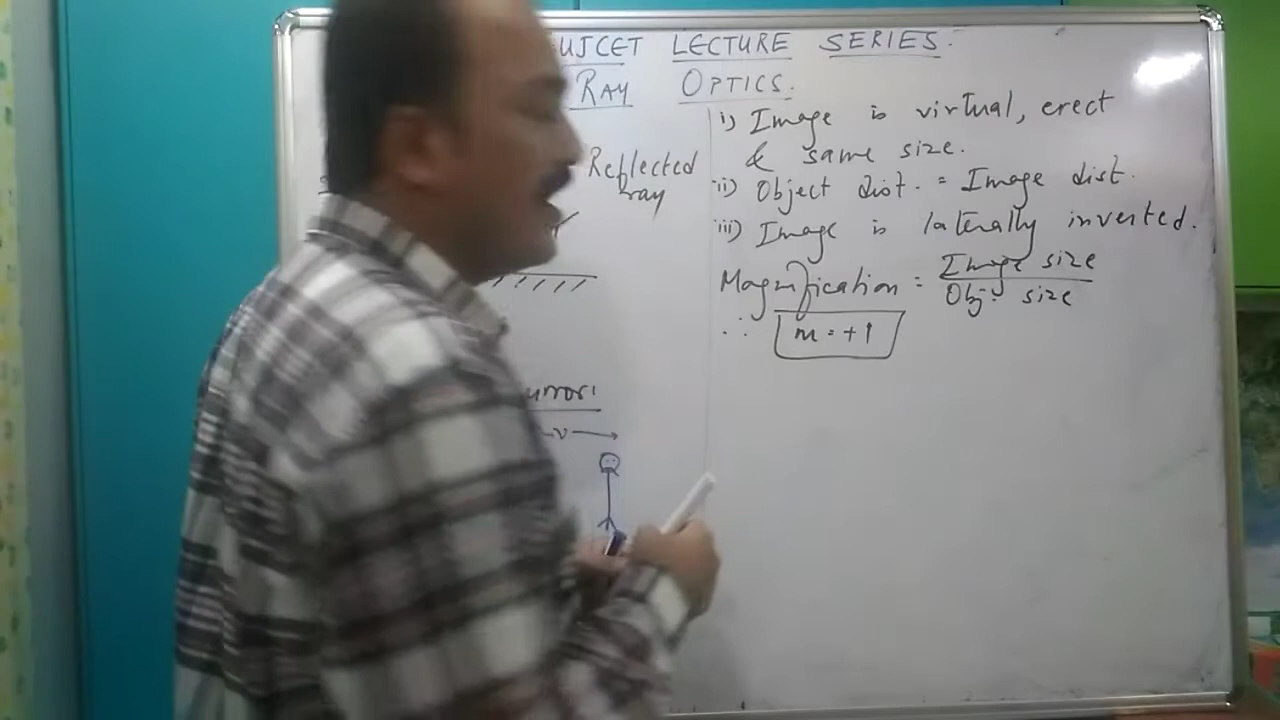 UJCET LECTURE SERIES.
RAY OPTICS.
Reflected
ray
i) Image is virtual, erect
& same size.
ii) Object dist. = Image dist.
iii) Image is laterally inverted.
Magnification = Image size
Obj. size
∴ m = +1
v